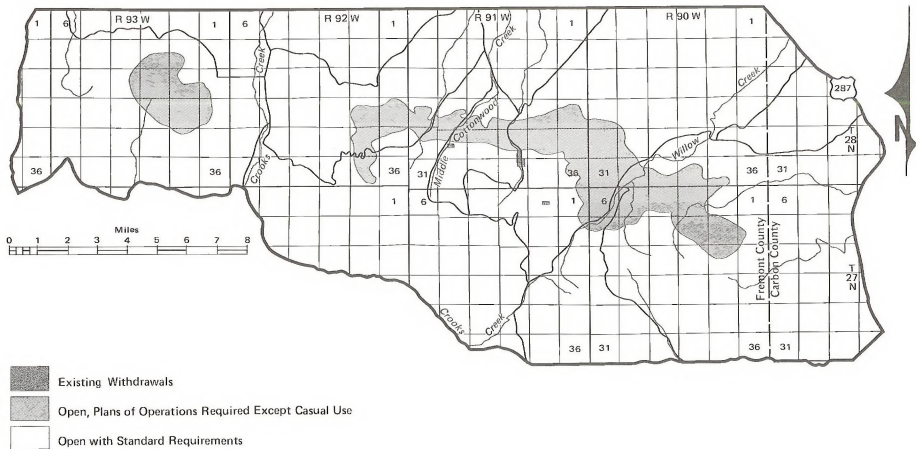 R 93 W R 92 W R 91 W R 90 W
1 6 1 6 1 1 1
Creek
Creek
Creek
287
Cottonwood
Middle
Willow
T
28
N
N
36 36 36 31 36 31 36 31
Crooks
1 6 1 6 1 6
Miles
0 1 2 3 4 5 6 7 8
Fremont County
Carbon County
T
27
N
Crooks
Creek
36 31 36 31
Existing Withdrawals
Open, Plans of Operations Required Except Casual Use
Open with Standard Requirements